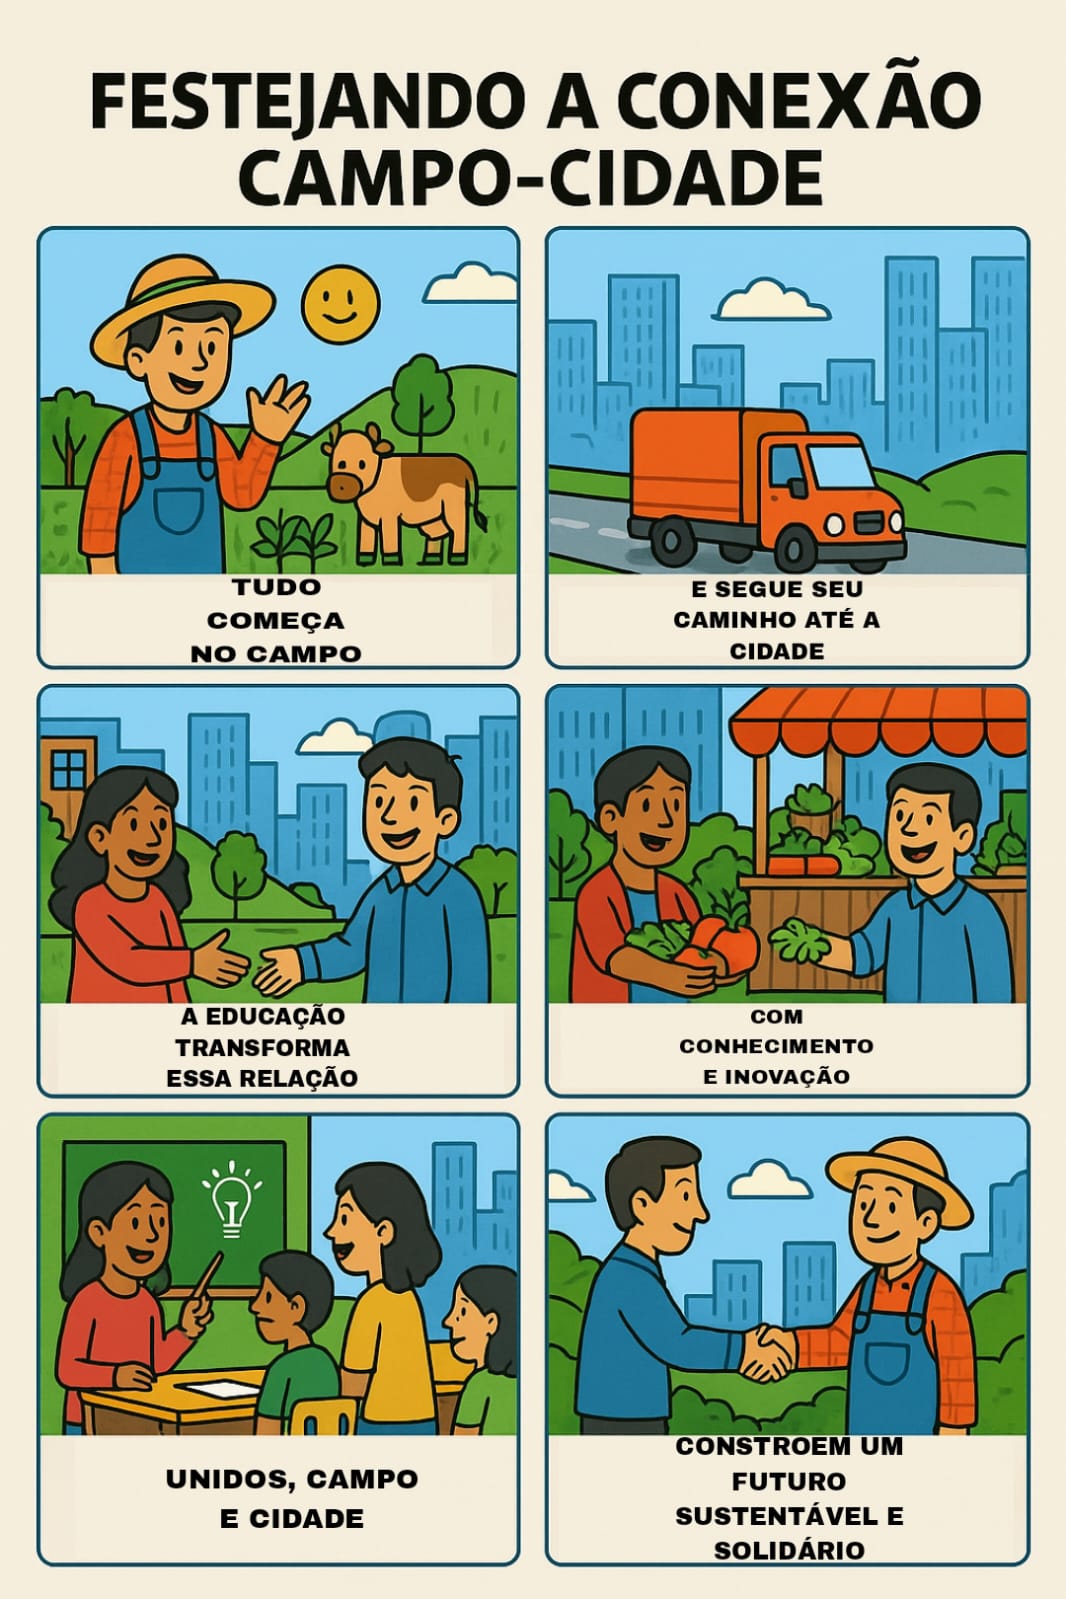 FESTEJANDO A CONEXÃO
CAMPO-CIDADE
TUDO
COMEÇA
NO CAMPO
E SEGUE SEU
CAMINHO ATÉ A
CIDADE
A EDUCAÇÃO
TRANSFORMA
ESSA RELAÇÃO
COM
CONHECIMENTO
E INOVAÇÃO
UNIDOS, CAMPO
E CIDADE
CONSTROEM UM
FUTURO
SUSTENTÁVEL E
SOLIDÁRIO